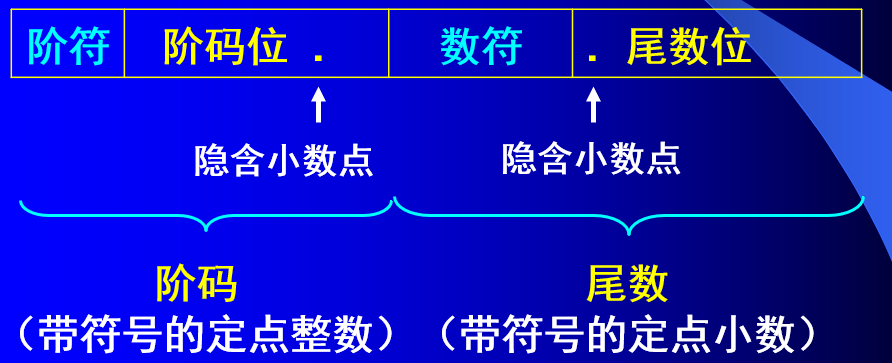 阶符 阶码位 . 数符 . 尾数位
隐含小数点 隐含小数点
阶码 尾数
（带符号的定点整数） （带符号的定点小数）